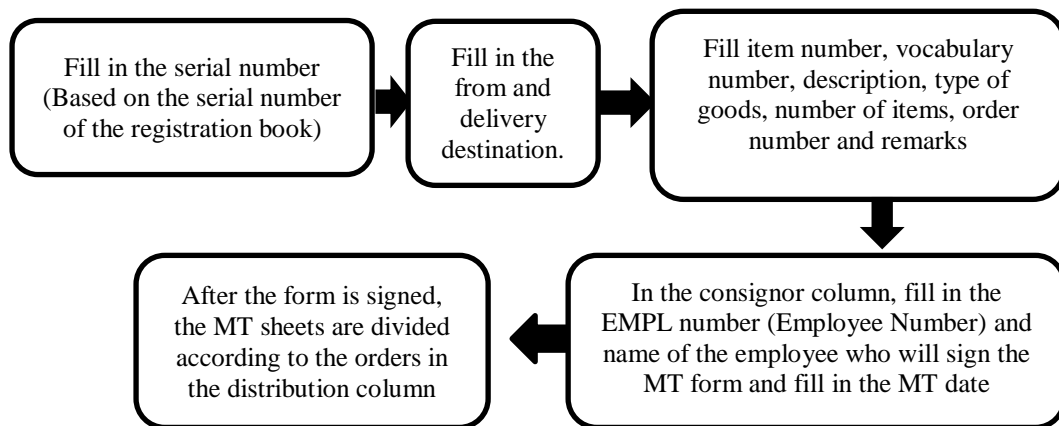 Fill in the serial number
(Based on the serial number
of the registration book)
Fill in the
from and
delivery
destination.
Fill item number, vocabulary
number, description, type of
goods, number of items, order
number and remarks
In the consignor column, fill in the
EMPL number (Employee Number) and
name of the employee who will sign the
MT form and fill in the MT date
After the form is signed,
the MT sheets are divided
according to the orders in
the distribution column